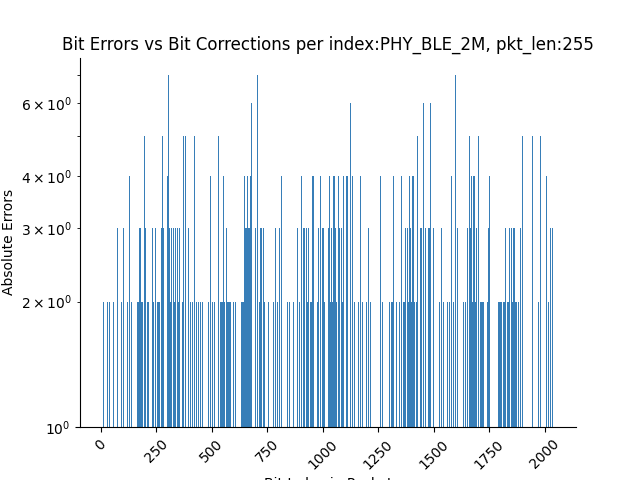 Bit Errors vs Bit Corrections per index:PHY_BLE_2M, pkt_len:255
Absolute Errors
6 × 10⁰
4 × 10⁰
3 × 10⁰
2 × 10⁰
10⁰
0
250
500
750
1000
1250
1500
1750
2000